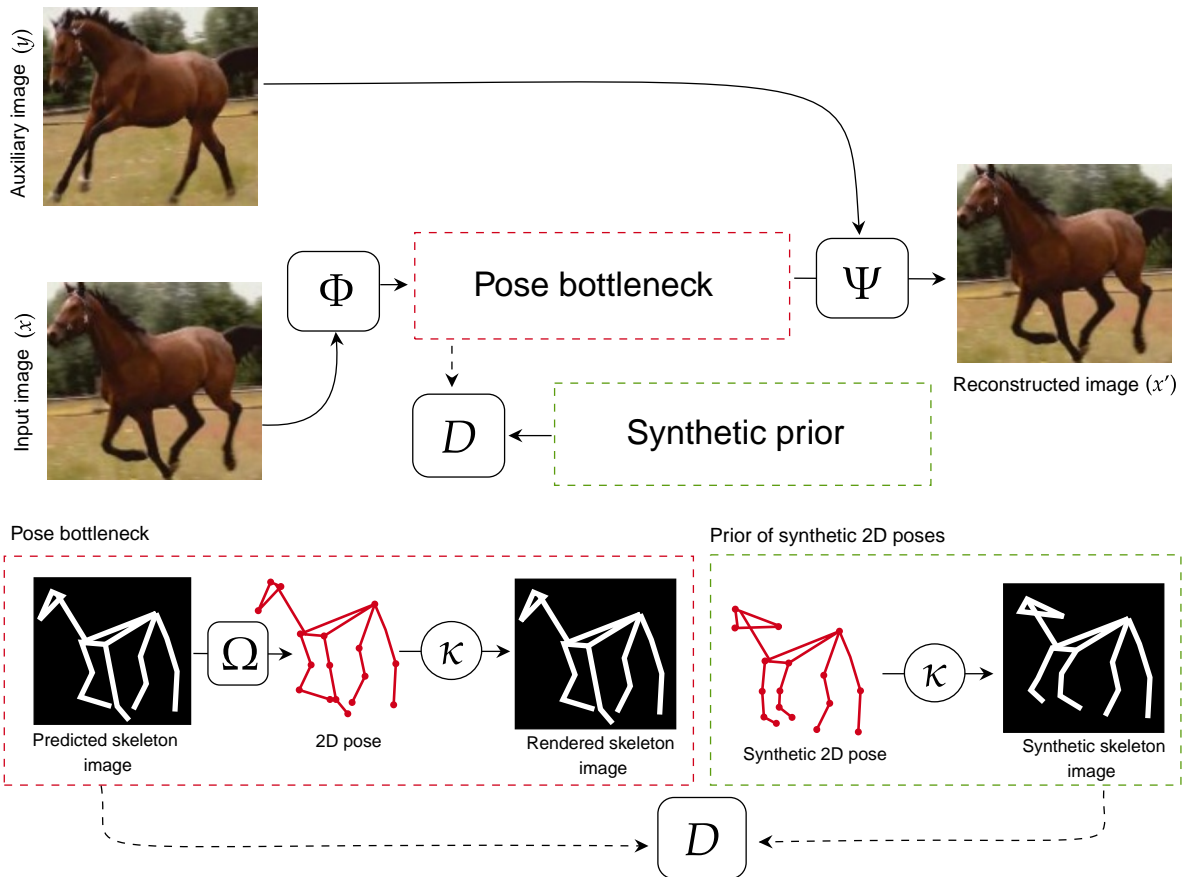 Auxiliary image (y)
Φ
Pose bottleneck
Ψ
Input image (x)
Reconstructed image (x′)
D
Synthetic prior
Pose bottleneck
Prior of synthetic 2D poses
Ω
κ
κ
Predicted skeleton
image
2D pose
Rendered skeleton
image
Synthetic 2D pose
Synthetic skeleton
image
D